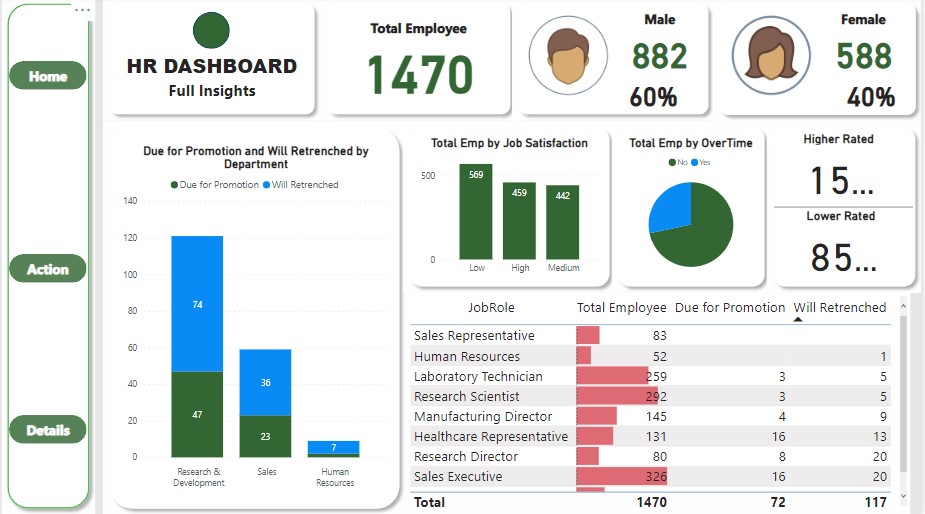 Home
Action
Details
HR DASHBOARD
Full Insights
Total Employee
1470
Male
882
60%
Female
588
40%
Due for Promotion and Will Retrenched by
Department
Due for Promotion Will Retrenched
140
120
100
80
60
40
20
0
74
47
36
23
7
Research &
Development
Sales
Human
Resources
Total Emp by Job Satisfaction
500
0
569
459
442
Low High Medium
Total Emp by OverTime
No Yes
Higher Rated
15...
Lower Rated
85...
JobRole Total Employee Due for Promotion Will Retrenched
Sales Representative 83
Human Resources 52 1
Laboratory Technician 259 3 5
Research Scientist 292 3 5
Manufacturing Director 145 4 9
Healthcare Representative 131 16 13
Research Director 80 8 20
Sales Executive 326 16 20
Total 1470 72 117